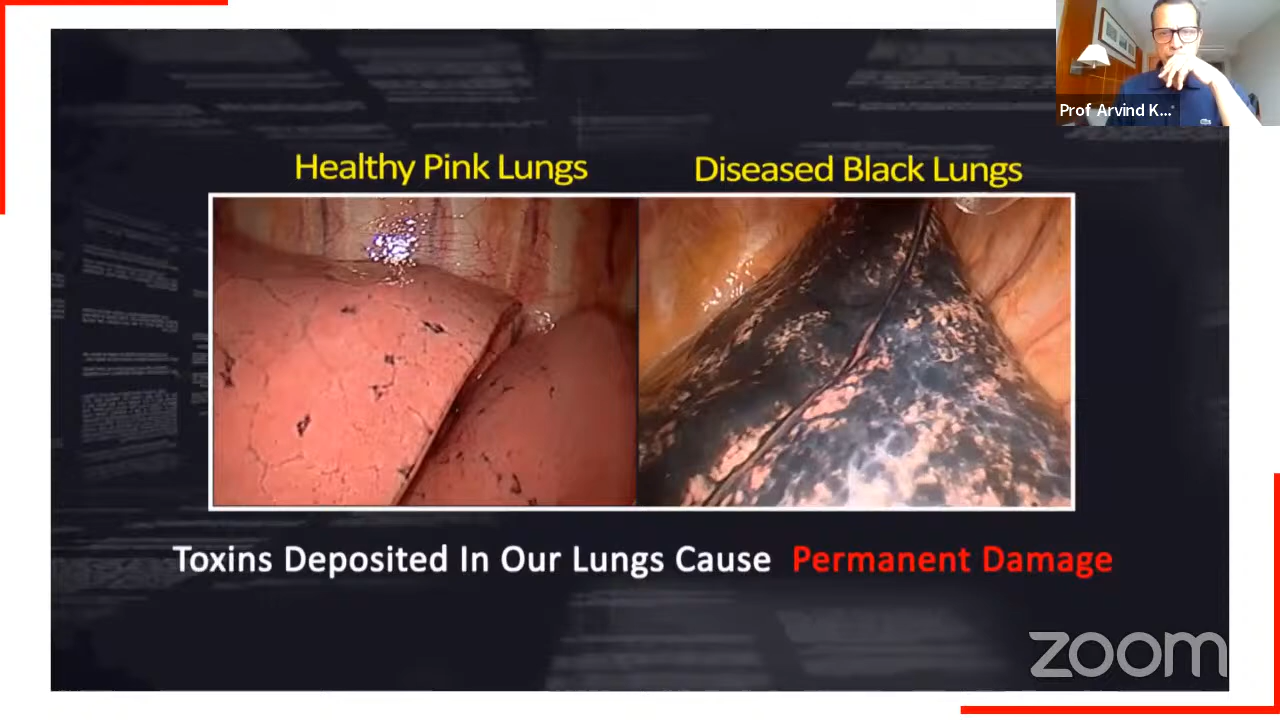 Prof Arvind K...
Healthy Pink Lungs
Diseased Black Lungs
Toxins Deposited In Our Lungs Cause Permanent Damage
zoom